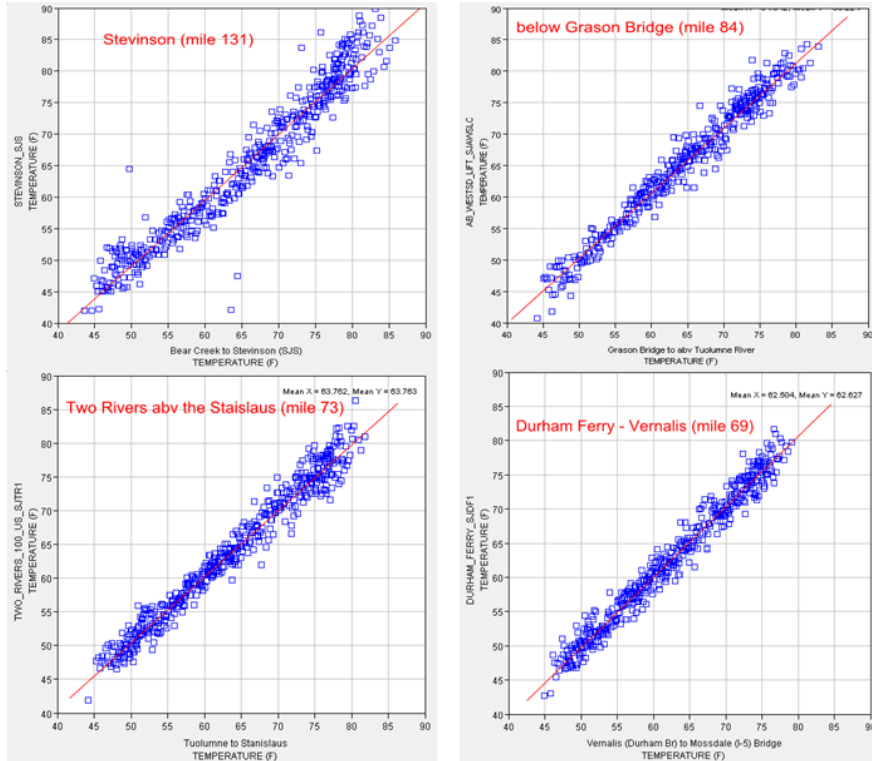 90
85
80
75
70
65
60
55
50
45
40
STEVINSON_SJS
TEMPERATURE (F)
Stevinson (mile 131)
40 45 50 55 60 65 70 75 80 85 90
Bear Creek to Stevinson (SJS)
TEMPERATURE (F)
90
85
80
75
70
65
60
55
50
45
40
AB_WESTSD_LIFT_SJAWSLC
TEMPERATURE (F)
below Grason Bridge (mile 84)
40 45 50 55 60 65 70 75 80 85 90
Grason Bridge to abv Tuolumne River
TEMPERATURE (F)
90
85
80
75
70
65
60
55
50
45
40
TWO_RIVERS_100_US_SJTR1
TEMPERATURE (F)
Mean X = 63.762, Mean Y = 63.763
Two Rivers abv the Staislaus (mile 73)
40 45 50 55 60 65 70 75 80 85 90
Tuolumne to Stanislaus
TEMPERATURE (F)
90
85
80
75
70
65
60
55
50
45
40
DURHAM_FERRY_SJDF1
TEMPERATURE (F)
Mean X = 62.604, Mean Y = 62.627
Durham Ferry - Vernalis (mile 69)
40 45 50 55 60 65 70 75 80 85 90
Vernalis (Durham Br) to Mossdale (I-5) Bridge
TEMPERATURE (F)